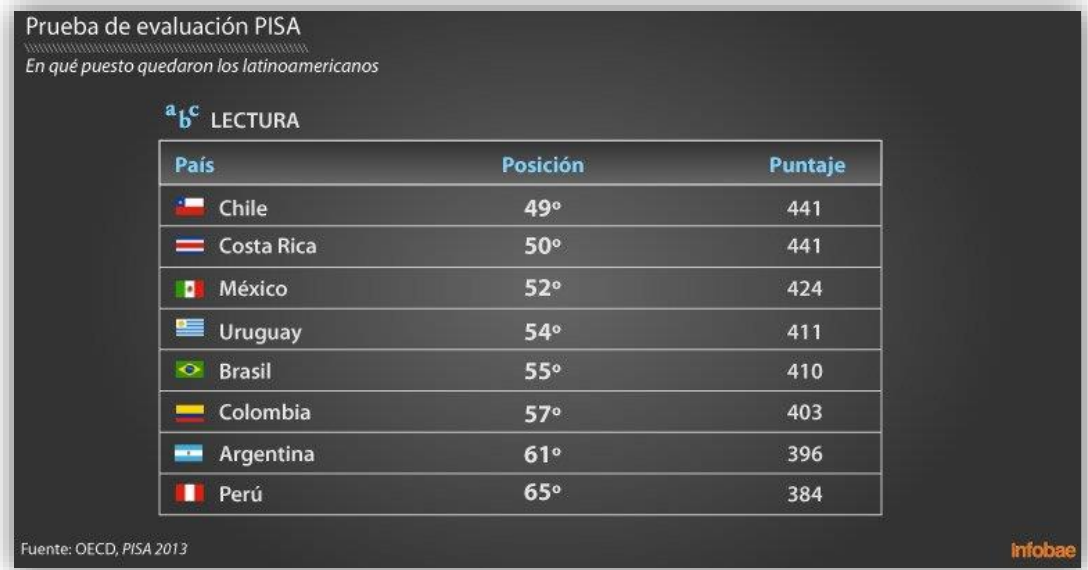 Prueba de evaluación PISA
En qué puesto quedaron los latinoamericanos
abc LECTURA
País Posición Puntaje
Chile 49º 441
Costa Rica 50º 441
México 52º 424
Uruguay 54º 411
Brasil 55º 410
Colombia 57º 403
Argentina 61º 396
Perú 65º 384
Fuente: OECD, PISA 2013
infobae